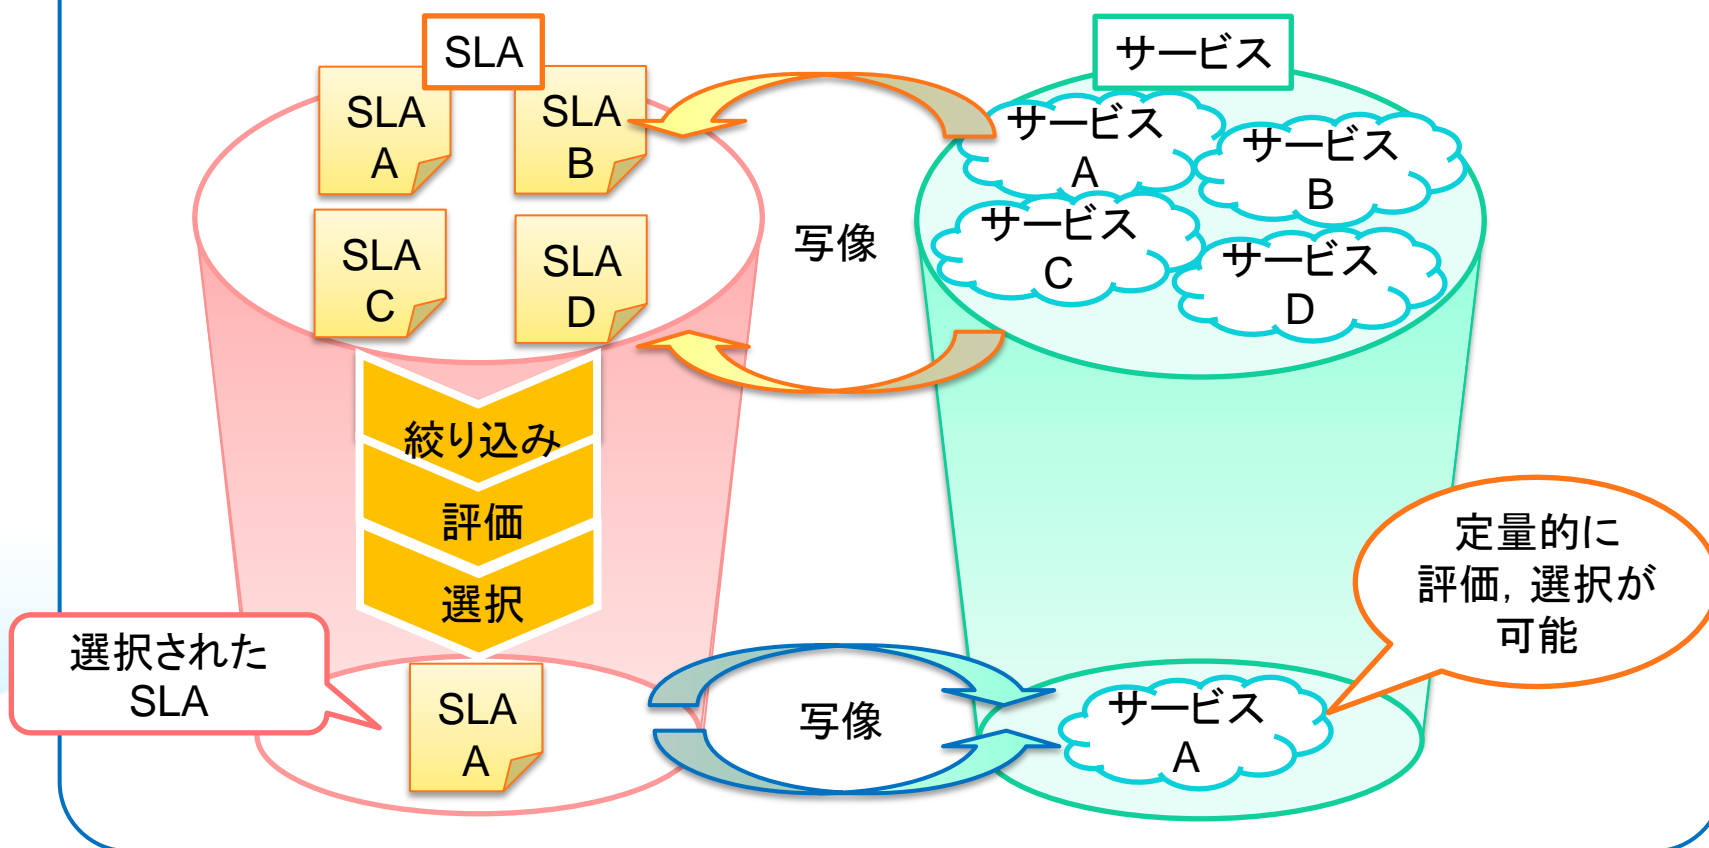 SLA
サービス
SLA
A
SLA
B
SLA
C
SLA
D
写像
サービス
A
サービス
B
サービス
C
サービス
D
絞り込み
評価
選択
定量的に
評価，選択が
可能
選択された
SLA
SLA
A
写像
サービス
A